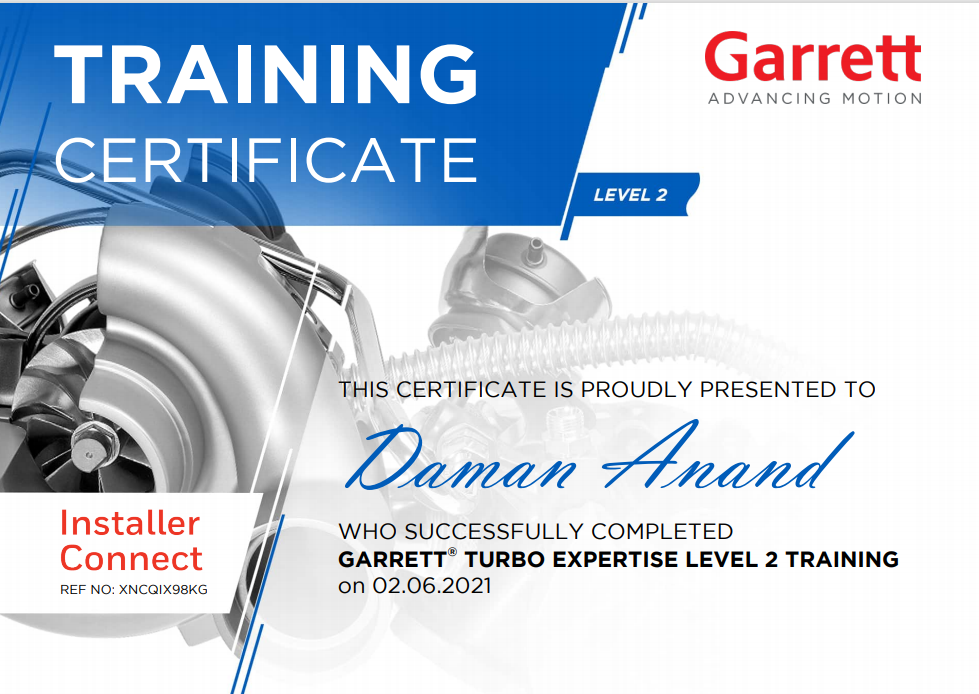 TRAINING
CERTIFICATE
Garrett
ADVANCING MOTION
LEVEL 2
THIS CERTIFICATE IS PROUDLY PRESENTED TO
Daman Anand
WHO SUCCESSFULLY COMPLETED
GARRETT® TURBO EXPERTISE LEVEL 2 TRAINING
on 02.06.2021
Installer
Connect
REF NO: XNCQIX98KG